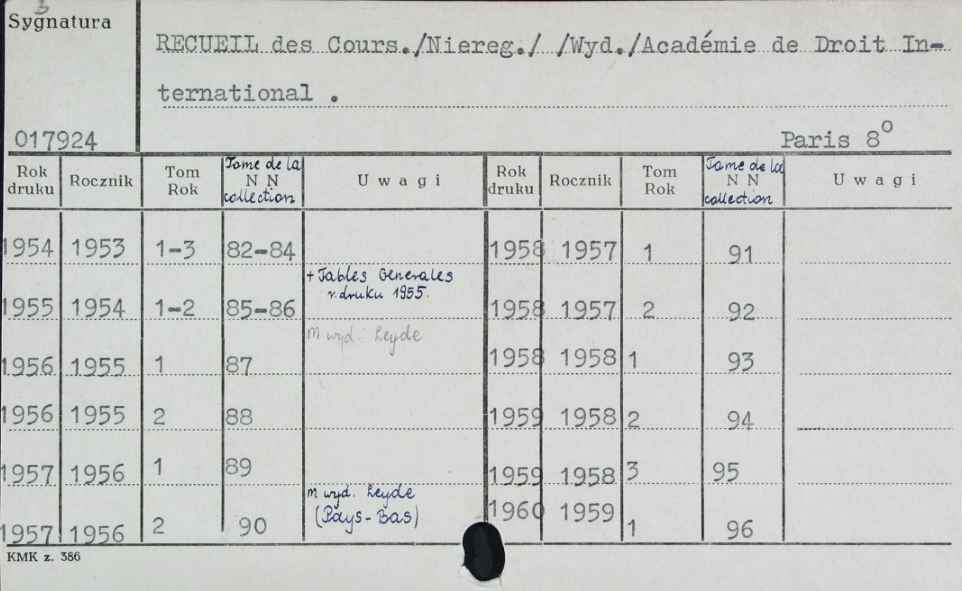 3
Sygnatura
RECUEIL des Cours./Niereg./ /Wyd./Académie de Droit In-
ternational .
017924 Paris 8º
Rok druku Rocznik Tom Rok Tome de la N N collection U w a g i Rok druku Rocznik Tom Rok Tome de la N N collection U w a g i
1954 1953 1-3 82-84 1958 1957 1 91
+ Tables Generales
r. druku 1955.
1955 1954 1-2 85-86 1958 1957 2 92
M wyd. Leyde
1956 1955 1 87 1958 1958 1 93
1956 1955 2 88 1959 1958 2 94
1957 1956 1 89 1959 1958 3 95
M wyd. Leyde
(Pays-Bas)
1957 1956 2 90 1960 1959 1 96
KMK z. 386